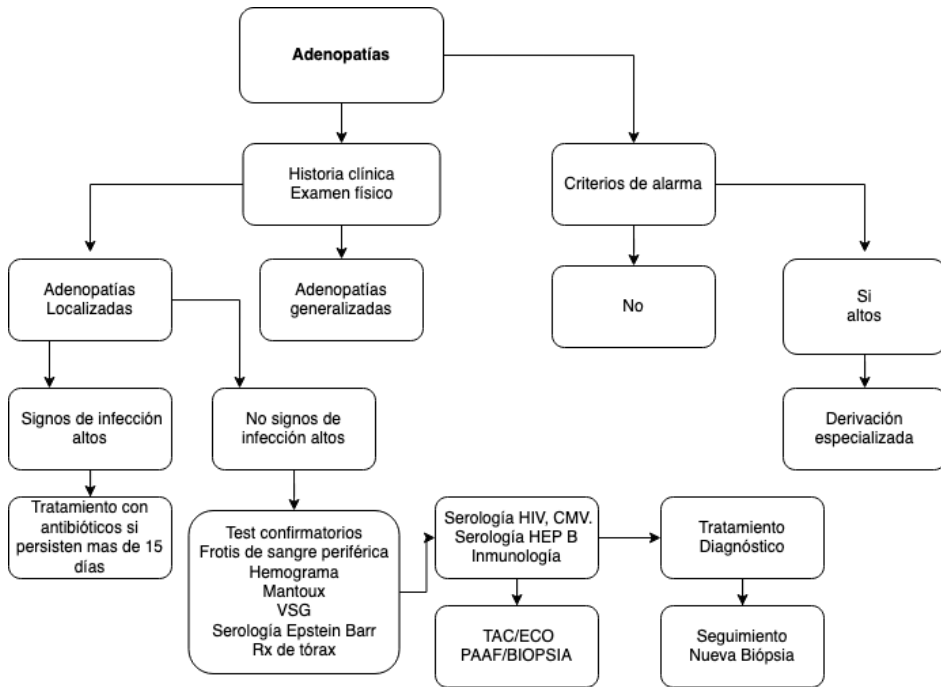 Adenopatías
Historia clínica
Examen físico
Criterios de alarma
Adenopatías
Localizadas
Adenopatías
generalizadas
No
Si
altos
Signos de infección
altos
No signos de
infección altos
Derivación
especializada
Tratamiento con
antibióticos si
persisten mas de 15
días
Test confirmatorios
Frotis de sangre periférica
Hemograma
Mantoux
VSG
Serología Epstein Barr
Rx de tórax
Serología HIV, CMV.
Serología HEP B
Inmunología
Tratamiento
Diagnóstico
TAC/ECO
PAAF/BIOPSIA
Seguimiento
Nueva Biópsia